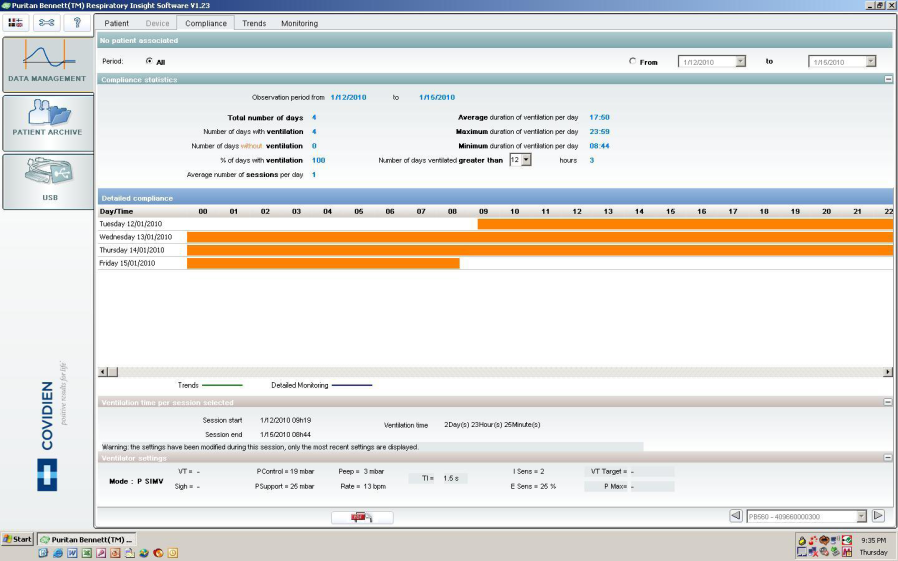 Puritan Bennett(TM) Respiratory Insight Software V1.23
Patient Device Compliance Trends Monitoring
No patient associated
Period: All From 1/12/2010 to 1/15/2010
DATA MANAGEMENT
Compliance statistics
Observation period from 1/12/2010 to 1/15/2010
Total number of days 4 Average duration of ventilation per day 17:50
Number of days with ventilation 4 Maximum duration of ventilation per day 23:59
Number of days without ventilation 0 Minimum duration of ventilation per day 08:44
% of days with ventilation 100 Number of days ventilated greater than 12 hours 3
Average number of sessions per day 1
PATIENT ARCHIVE
USB
Detailed compliance
Day/Time 00 01 02 03 04 05 06 07 08 09 10 11 12 13 14 15 16 17 18 19 20 21 22
Tuesday 12/01/2010
Wednesday 13/01/2010
Thursday 14/01/2010
Friday 15/01/2010
Trends Detailed Monitoring
COVIDIEN
positive results for life
Ventilation time per session selected
Session start 1/12/2010 09h19
Ventilation time 2Day(s) 23Hour(s) 25Minute(s)
Session end 1/15/2010 08h44
Warning: the settings have been modified during this session, only the most recent settings are displayed.
Ventilator settings
VT = - PControl = 19 mbar Peep = 3 mbar I Sens = 2 VT Target = -
Mode : P SIMV TI = 1.5 s
Sigh = - PSupport = 25 mbar Rate = 13 bpm E Sens = 25 % P Max= -
PB560 - 409660000300
Start Puritan Bennett(TM) ... 9:35 PM
Thursday